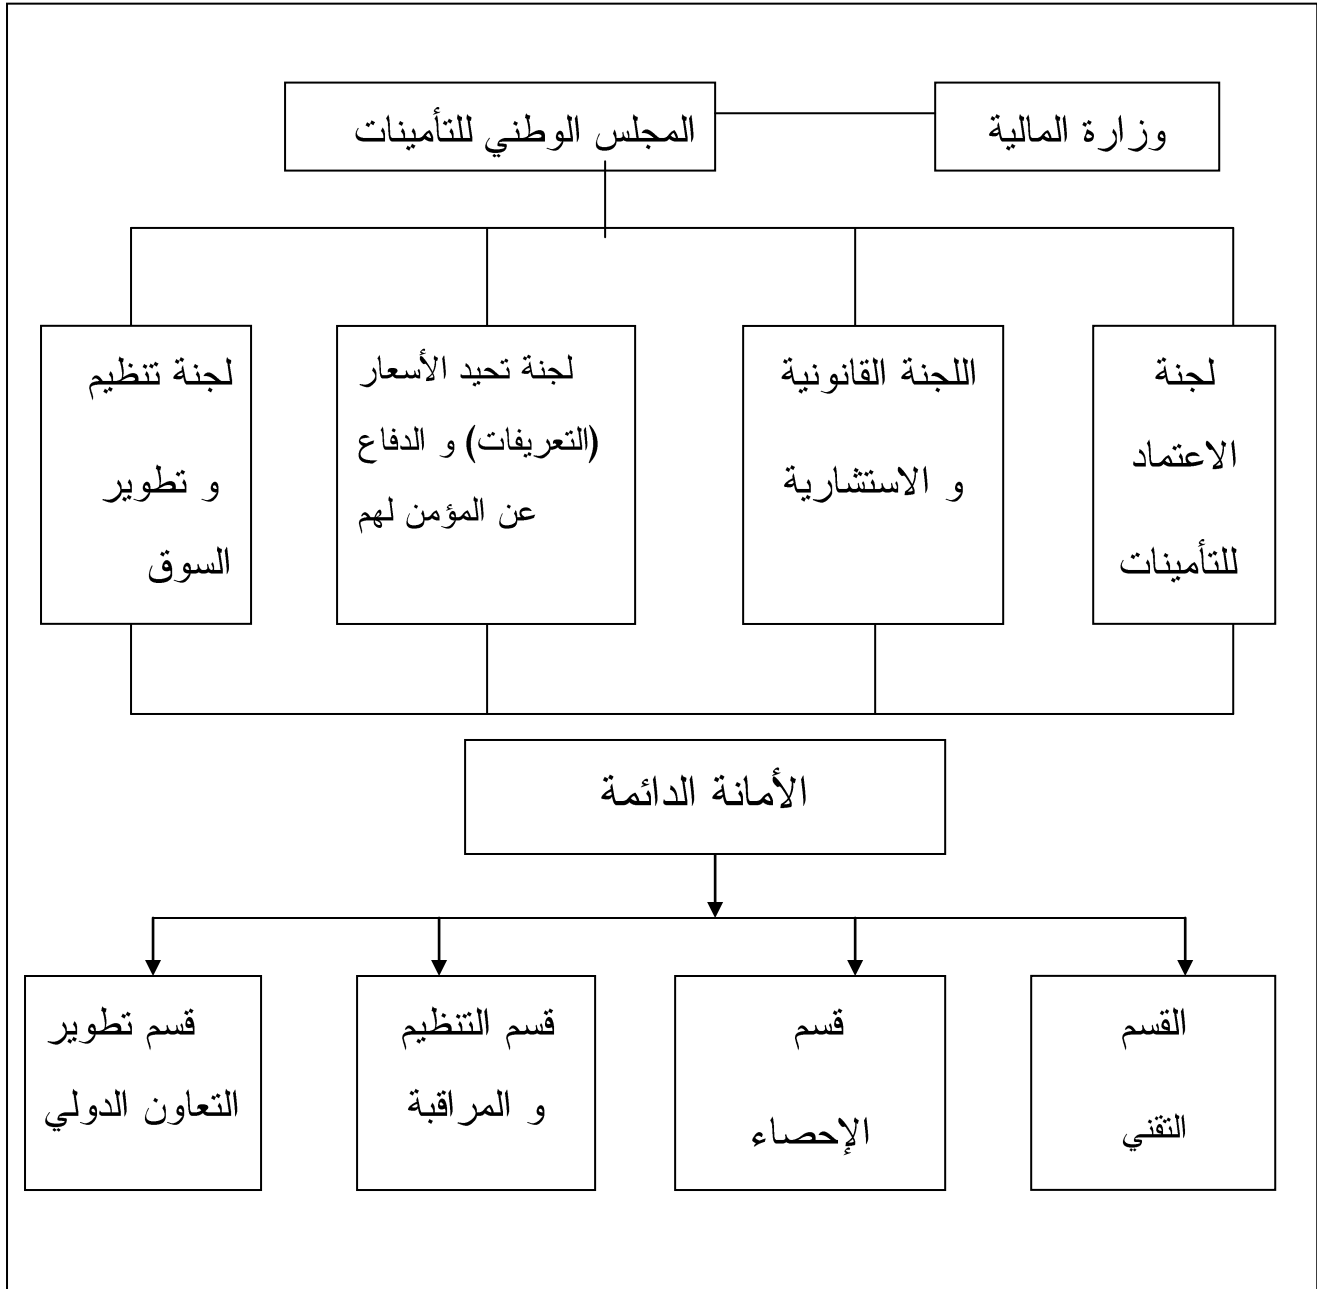 وزارة المالية
المجلس الوطني للتأمينات
لجنة
الاعتماد
للتأمينات
اللجنة القانونية
و الاستشارية
لجنة تحيد الأسعار
(التعريفات) و الدفاع
عن المؤمن لهم
لجنة تنظيم
و تطوير
السوق
الأمانة الدائمة
القسم
التقني
قسم
الإحصاء
قسم التنظيم
و المراقبة
قسم تطوير
التعاون الدولي